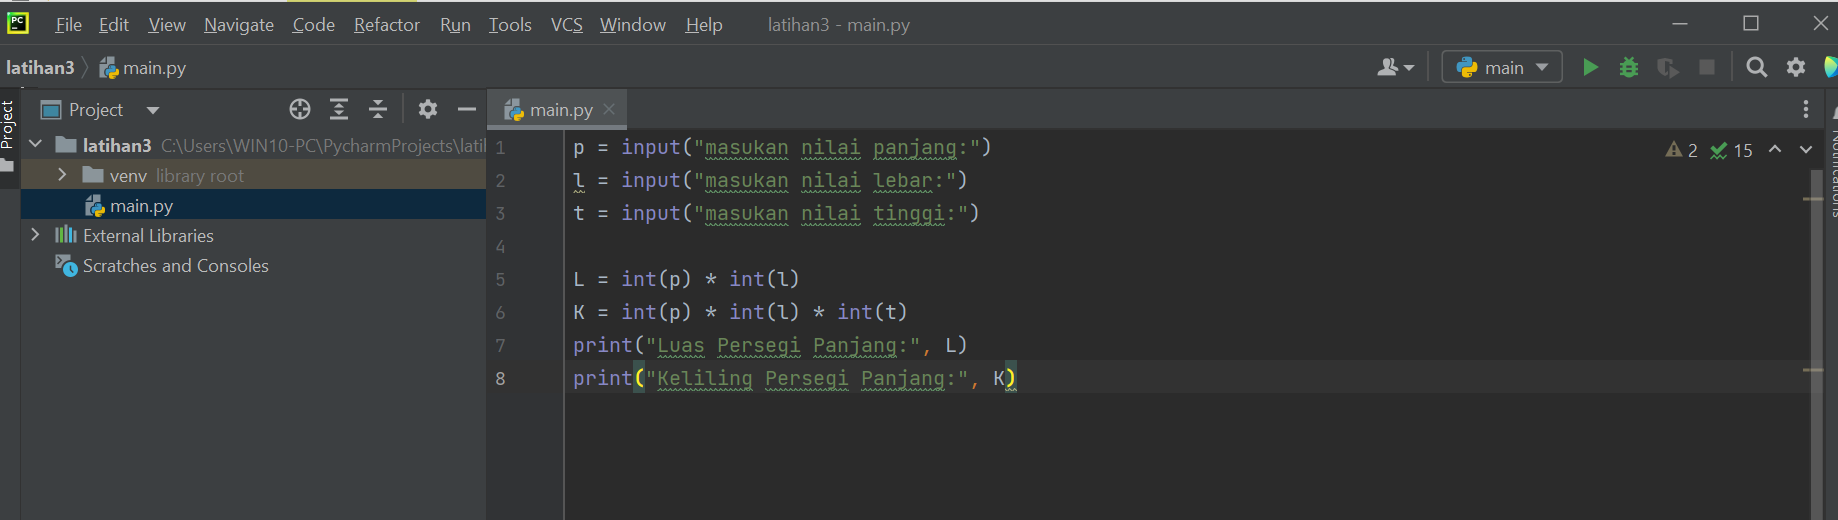 PC
File Edit View Navigate Code Refactor Run Tools VCS Window Help latihan3 - main.py
latihan3 main.py main
Project
Project main.py
latihan3 C:\Users\WIN10-PC\PycharmProjects\lati
venv library root
main.py
External Libraries
Scratches and Consoles
1 p = input("masukan nilai panjang:")
2 l = input("masukan nilai lebar:")
3 t = input("masukan nilai tinggi:")
4
5 L = int(p) * int(l)
6 K = int(p) * int(l) * int(t)
7 print("Luas Persegi Panjang:", L)
8 print("Keliling Persegi Panjang:", K)
2 15
Notifications